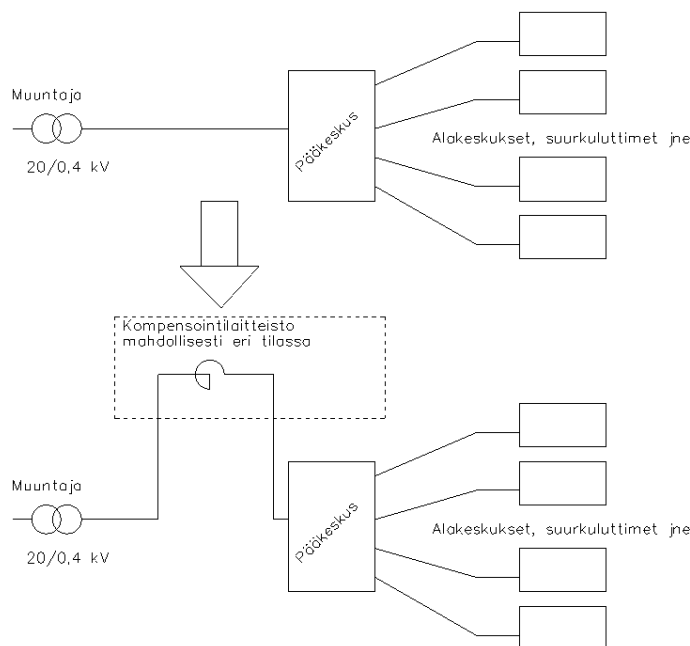 Muuntaja
20/0,4 kV
Pääkeskus
Alakeskukset, suurkuluttimet jne
Kompensointilaitteisto
mahdollisesti eri tilassa
Muuntaja
20/0,4 kV
Pääkeskus
Alakeskukset, suurkuluttimet jne